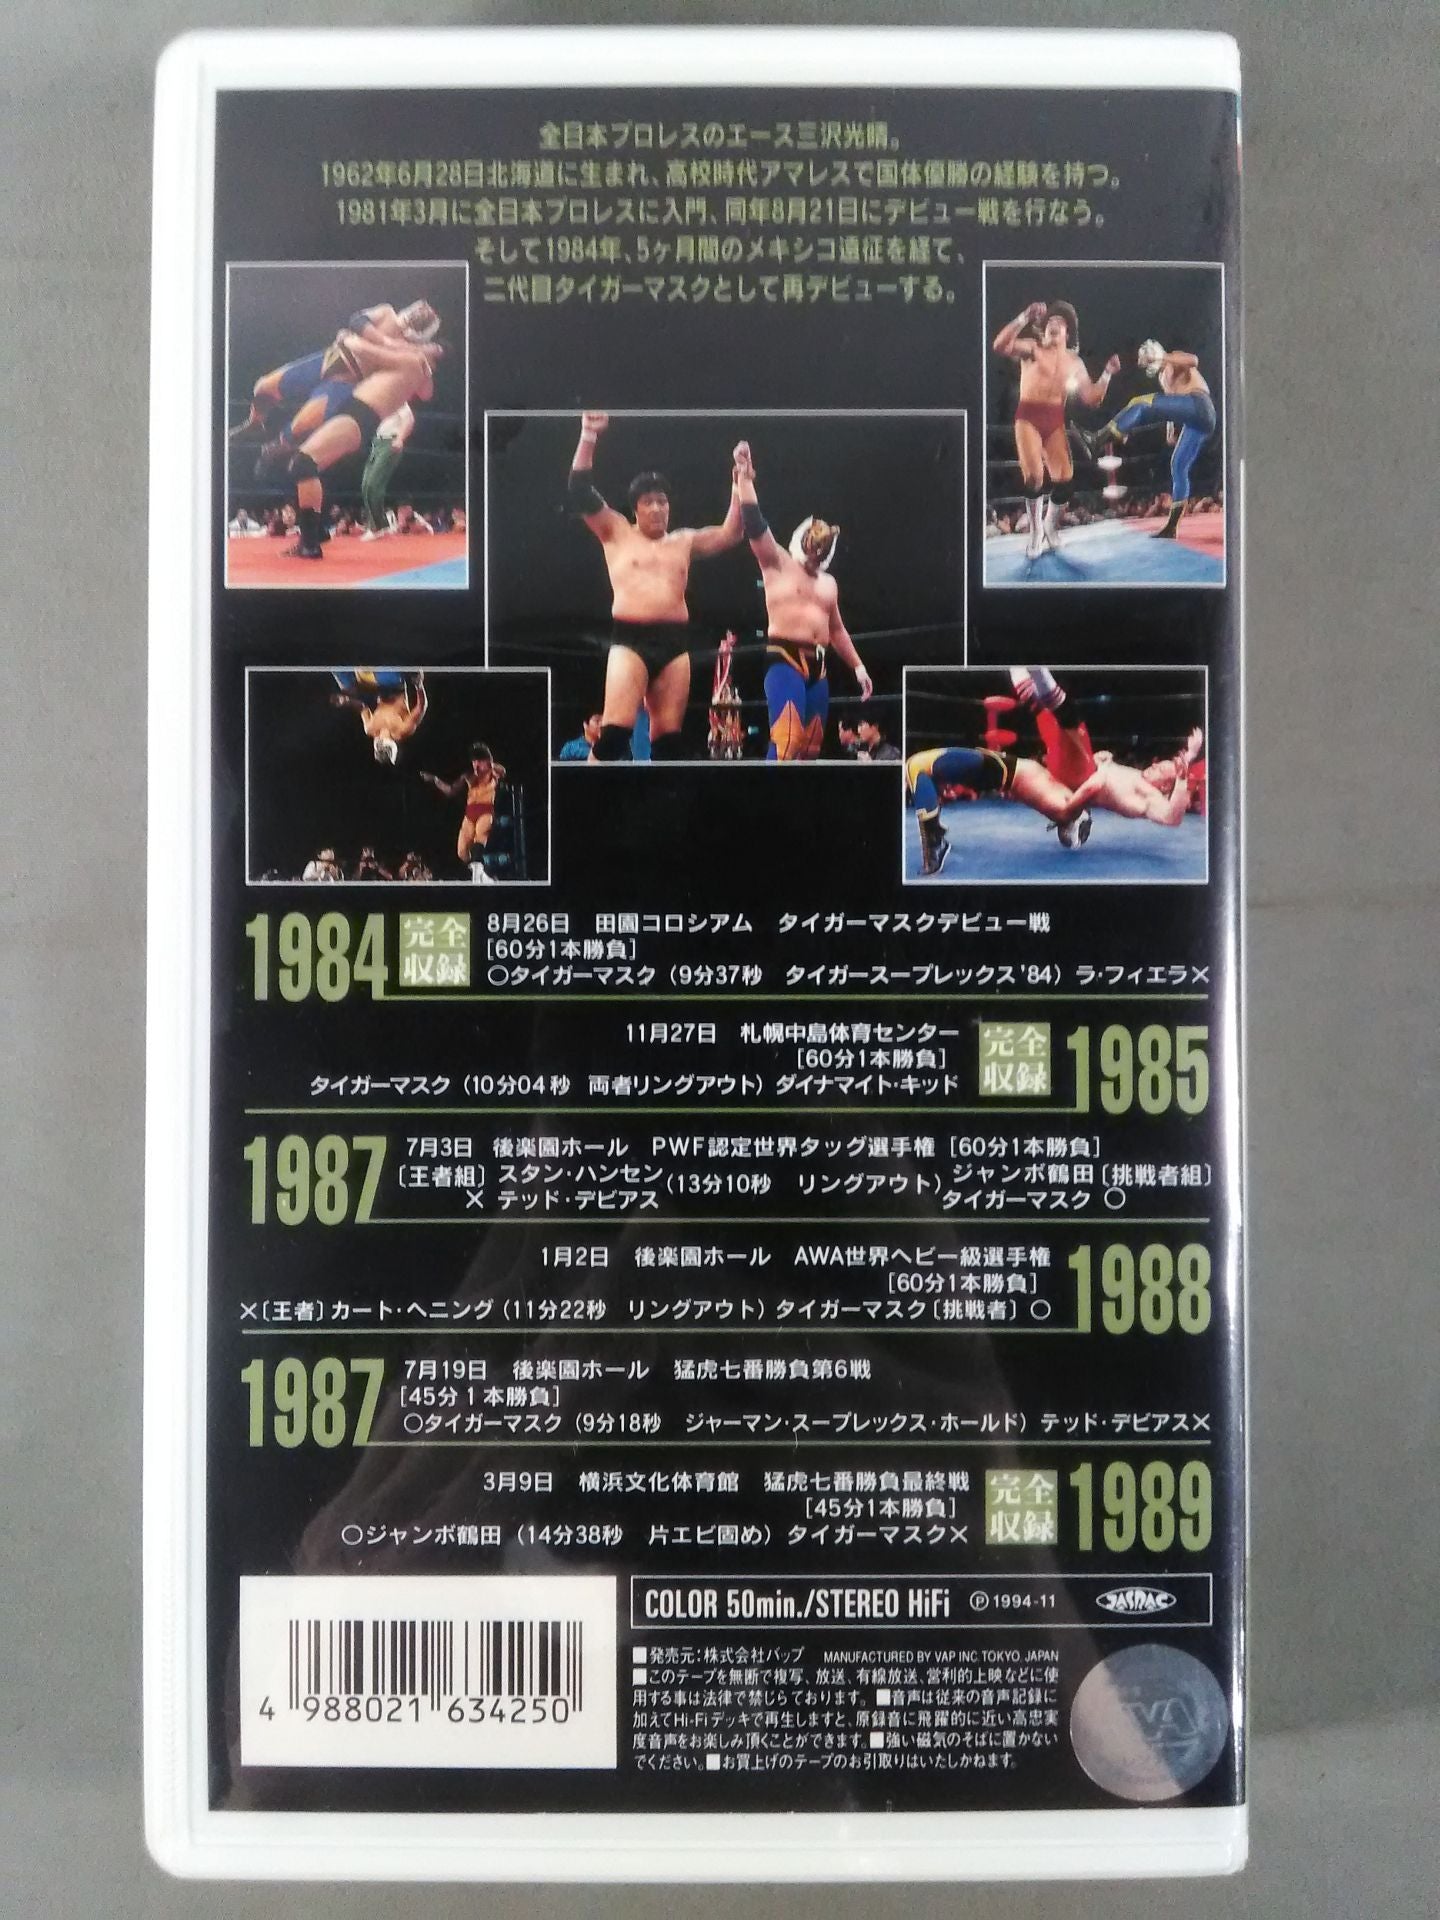 全日本プロレスのエース三沢光晴。
1962年6月28日北海道に生まれ、高校時代アマレスで国体優勝の経験を持つ。
1981年3月に全日本プロレスに入門、同年8月21日にデビュー戦を行なう。
そして1984年、5ヶ月間のメキシコ遠征を経て、
二代目タイガーマスクとして再デビューする。
1984 完全収録 8月26日 田園コロシアム タイガーマスクデビュー戦
[60分1本勝負]
○タイガーマスク（9分37秒 タイガースープレックス'84）ラ・フィエラ×
11月27日 札幌中島体育センター 完全収録 1985
[60分1本勝負]
タイガーマスク（10分04秒 両者リングアウト）ダイナマイト・キッド
1987 7月3日 後楽園ホール PWF認定世界タッグ選手権 [60分1本勝負]
〔王者組〕スタン・ハンセン（13分10秒 リングアウト）ジャンボ鶴田〔挑戦者組〕
× テッド・デビアス タイガーマスク ○
1月2日 後楽園ホール AWA世界ヘビー級選手権 1988
[60分1本勝負]
×〔王者〕カート・ヘニング（11分22秒 リングアウト）タイガーマスク〔挑戦者〕○
1987 7月19日 後楽園ホール 猛虎七番勝負第6戦
[45分1本勝負]
○タイガーマスク（9分18秒 ジャーマン・スープレックス・ホールド）テッド・デビアス×
3月9日 横浜文化体育館 猛虎七番勝負最終戦 完全収録 1989
[45分1本勝負]
○ジャンボ鶴田（14分38秒 片エビ固め）タイガーマスク×
COLOR 50min./STEREO HiFi Ⓟ1994-11 JASRAC
4 988021 634250
■発売元：株式会社バップ MANUFACTURED BY VAP INC. TOKYO. JAPAN
■このテープを無断で複写、放送、有線放送、営利的上映などに使
用する事は法律で禁じられております。■音声は従来の音声記録に
加えてHi-Fiデッキで再生しますと、原録音に飛躍的に近い高忠実
度音声をお楽しみ頂くことができます。■強い磁気のそばに置かない
でください。■お買上げのテープのお引取りはいたしかねます。